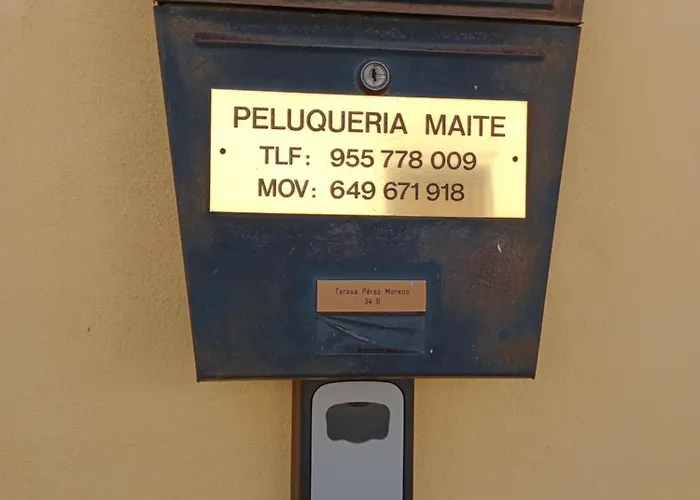 PELUQUERIA MAITE
TLF: 955 778 009
MOV: 649 671 918
Teresa Pérez Moreno
34 B